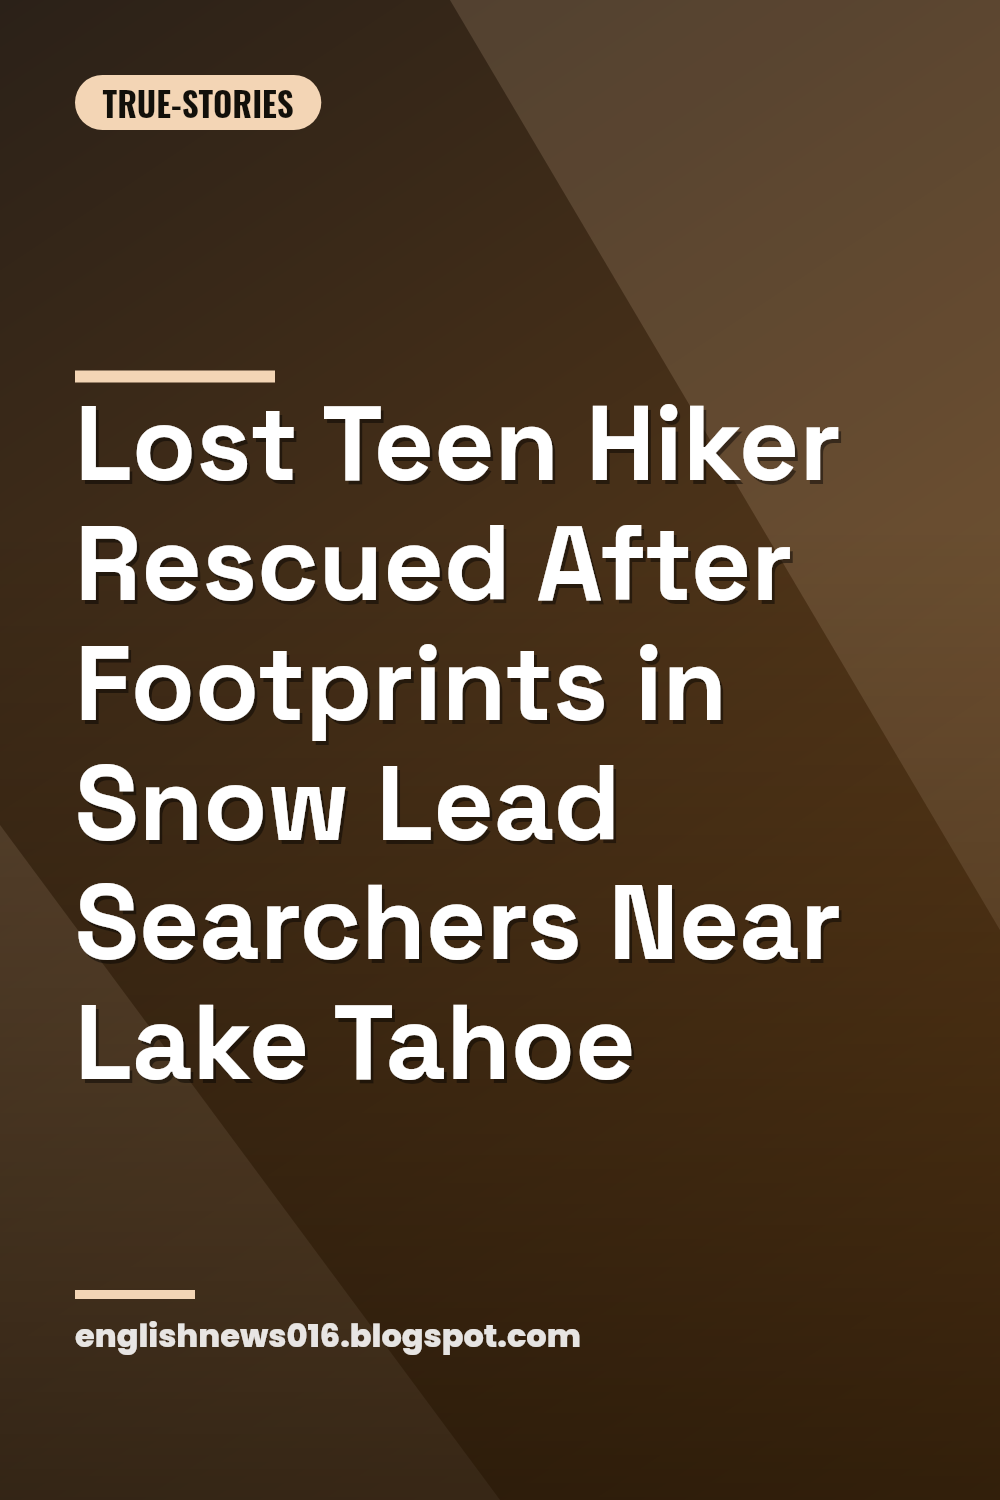 TRUE-STORIES
Lost Teen Hiker
Rescued After
Footprints in
Snow Lead
Searchers Near
Lake Tahoe
englishnews016.blogspot.com